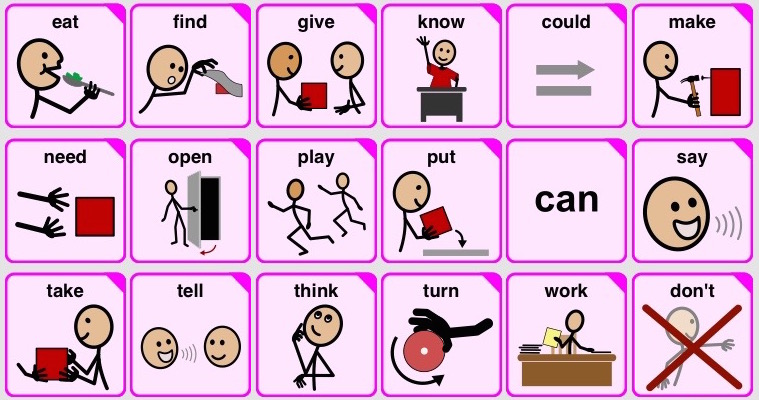 eat find give know could make
need open play put can say
take tell think turn work don't